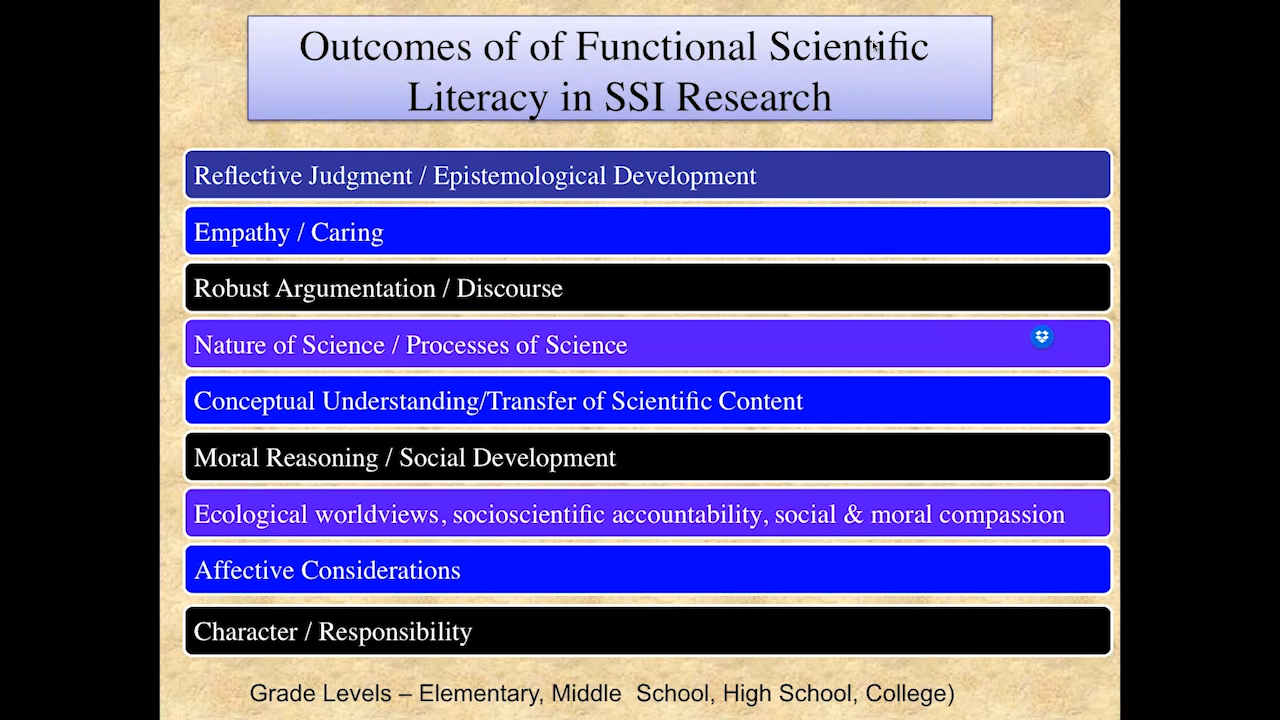 Outcomes of of Functional Scientific
Literacy in SSI Research
Reflective Judgment / Epistemological Development
Empathy / Caring
Robust Argumentation / Discourse
Nature of Science / Processes of Science
Conceptual Understanding/Transfer of Scientific Content
Moral Reasoning / Social Development
Ecological worldviews, socioscientific accountability, social & moral compassion
Affective Considerations
Character / Responsibility
Grade Levels – Elementary, Middle School, High School, College)